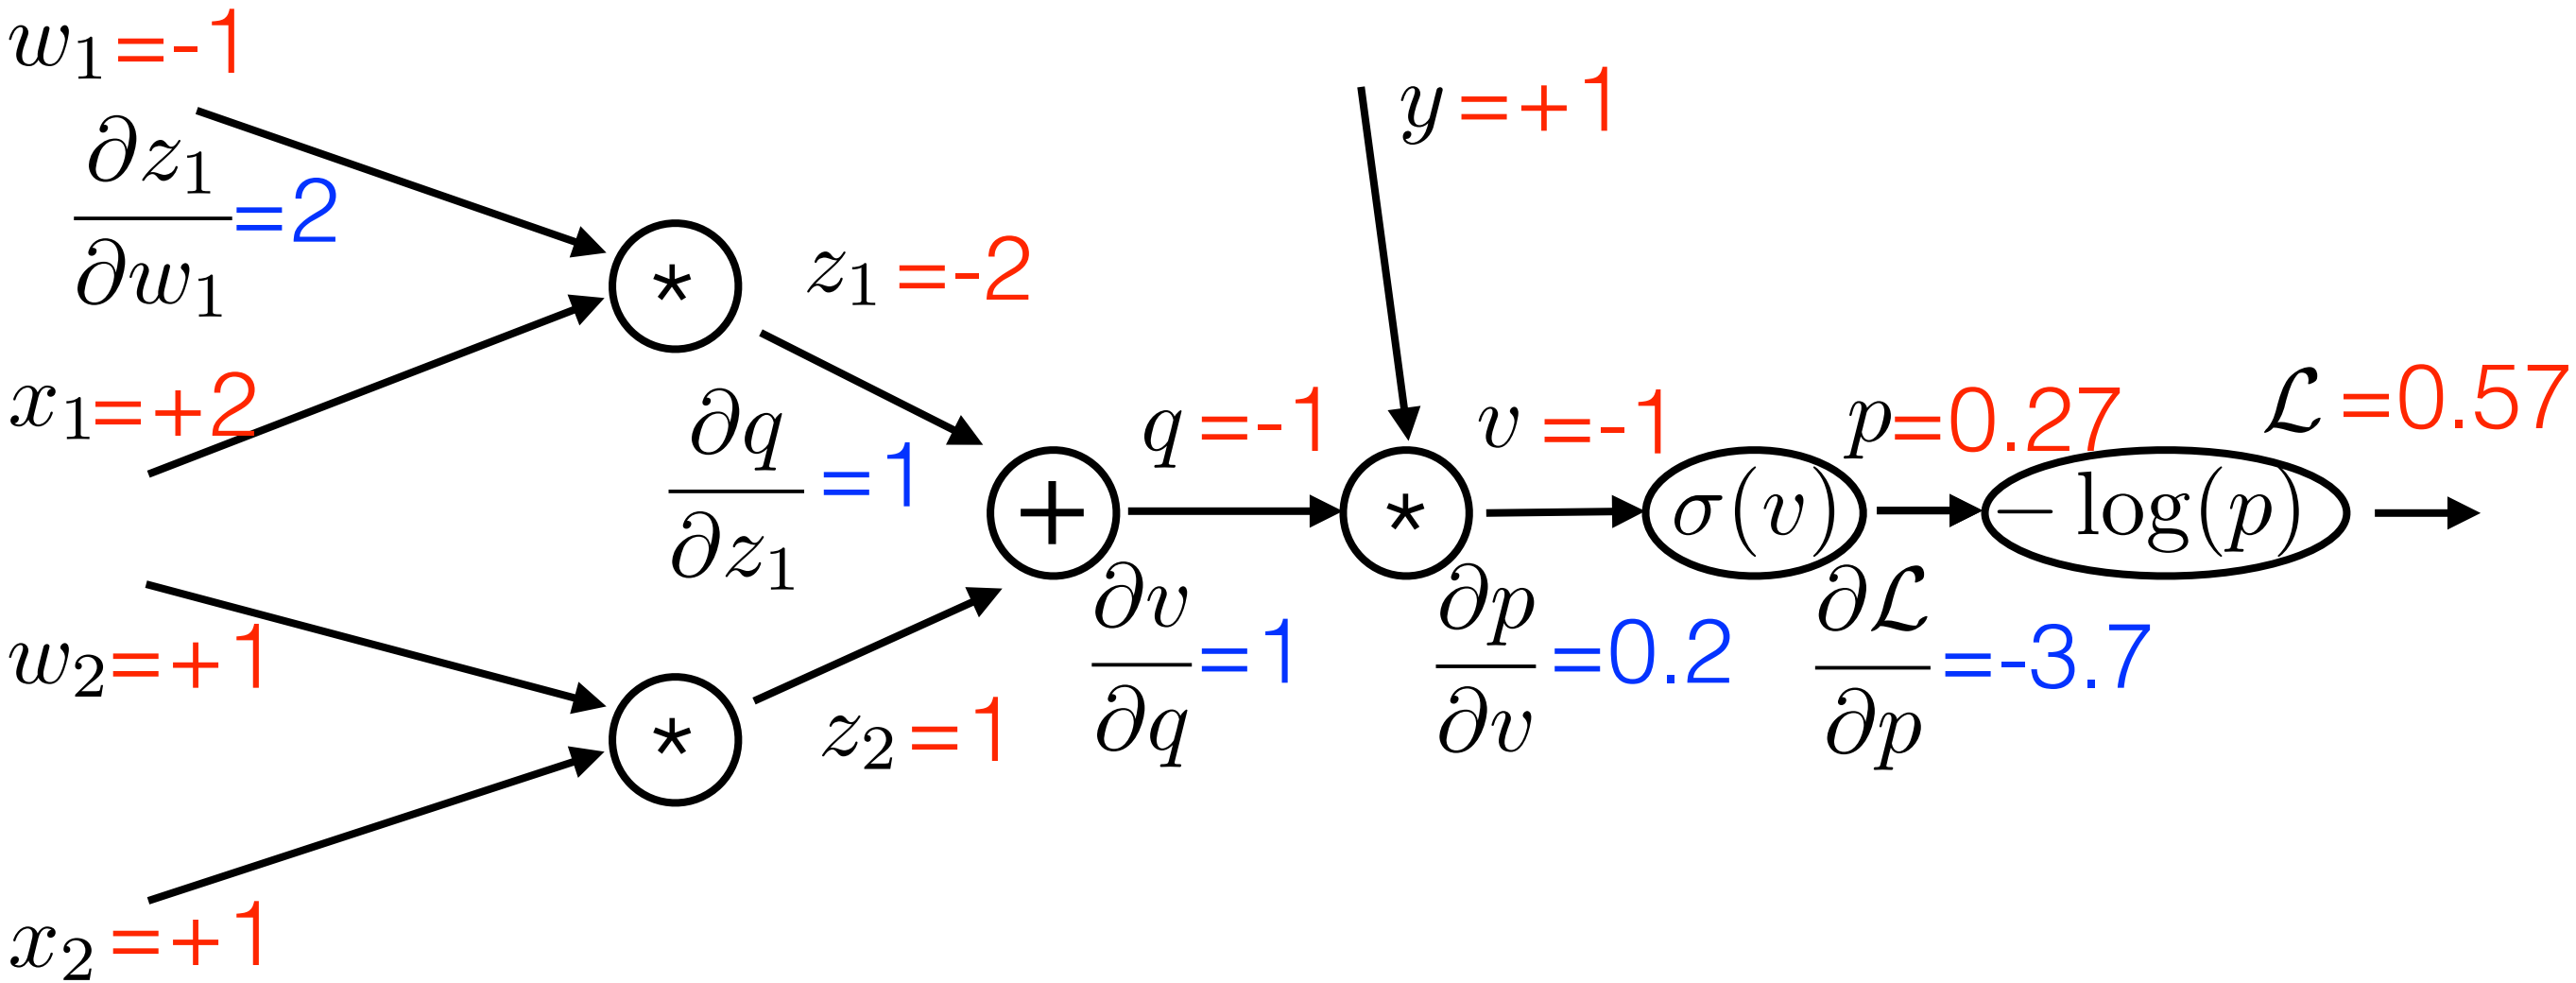 w₁=-1
y=+1
∂z₁/∂w₁=2
*
z₁=-2
x₁=+2
∂q/∂z₁=1
q=-1
v=-1
p=0.27
ℒ=0.57
+
*
σ(v)
− log(p)
∂v/∂q=1
∂p/∂v=0.2
∂ℒ/∂p=-3.7
w₂=+1
*
z₂=1
x₂=+1